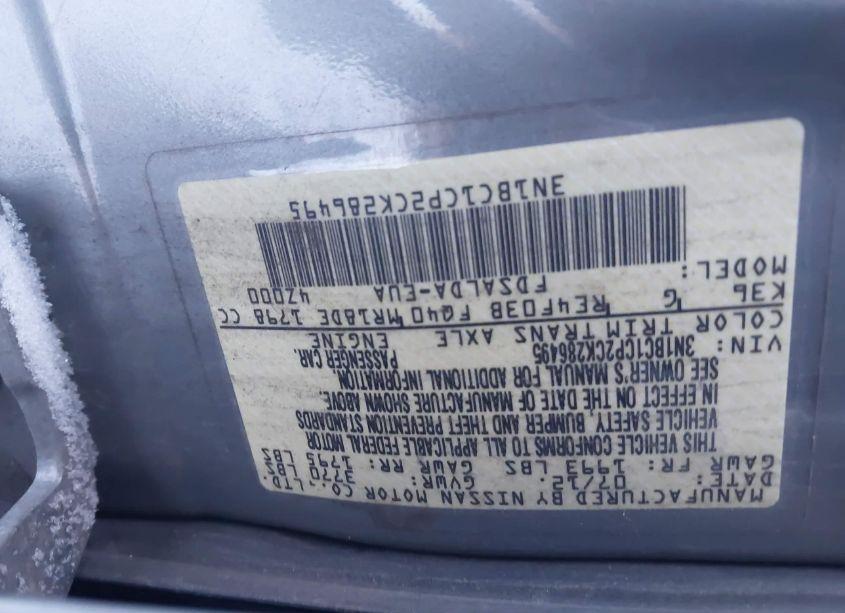 MANUFACTURED BY NISSAN MOTOR CO. LTD.
DATE: 07/12 GVWR: 3770 LBS
GAWR FR: 1993 LBS GAWR RR: 1795 LBS
THIS VEHICLE CONFORMS TO ALL APPLICABLE FEDERAL MOTOR
VEHICLE SAFETY, BUMPER AND THEFT PREVENTION STANDARDS
IN EFFECT ON THE DATE OF MANUFACTURE SHOWN ABOVE.
SEE OWNER'S MANUAL FOR ADDITIONAL INFORMATION.
VIN: 3N1BC1CP2CK286495 PASSENGER CAR.
COLOR TRIM TRANS AXLE ENGINE
K36 G RE4F03B FQ40 MR18DE 1798 CC
MODEL: FDSALDA-EUA 4Z000
3N1BC1CP2CK286495